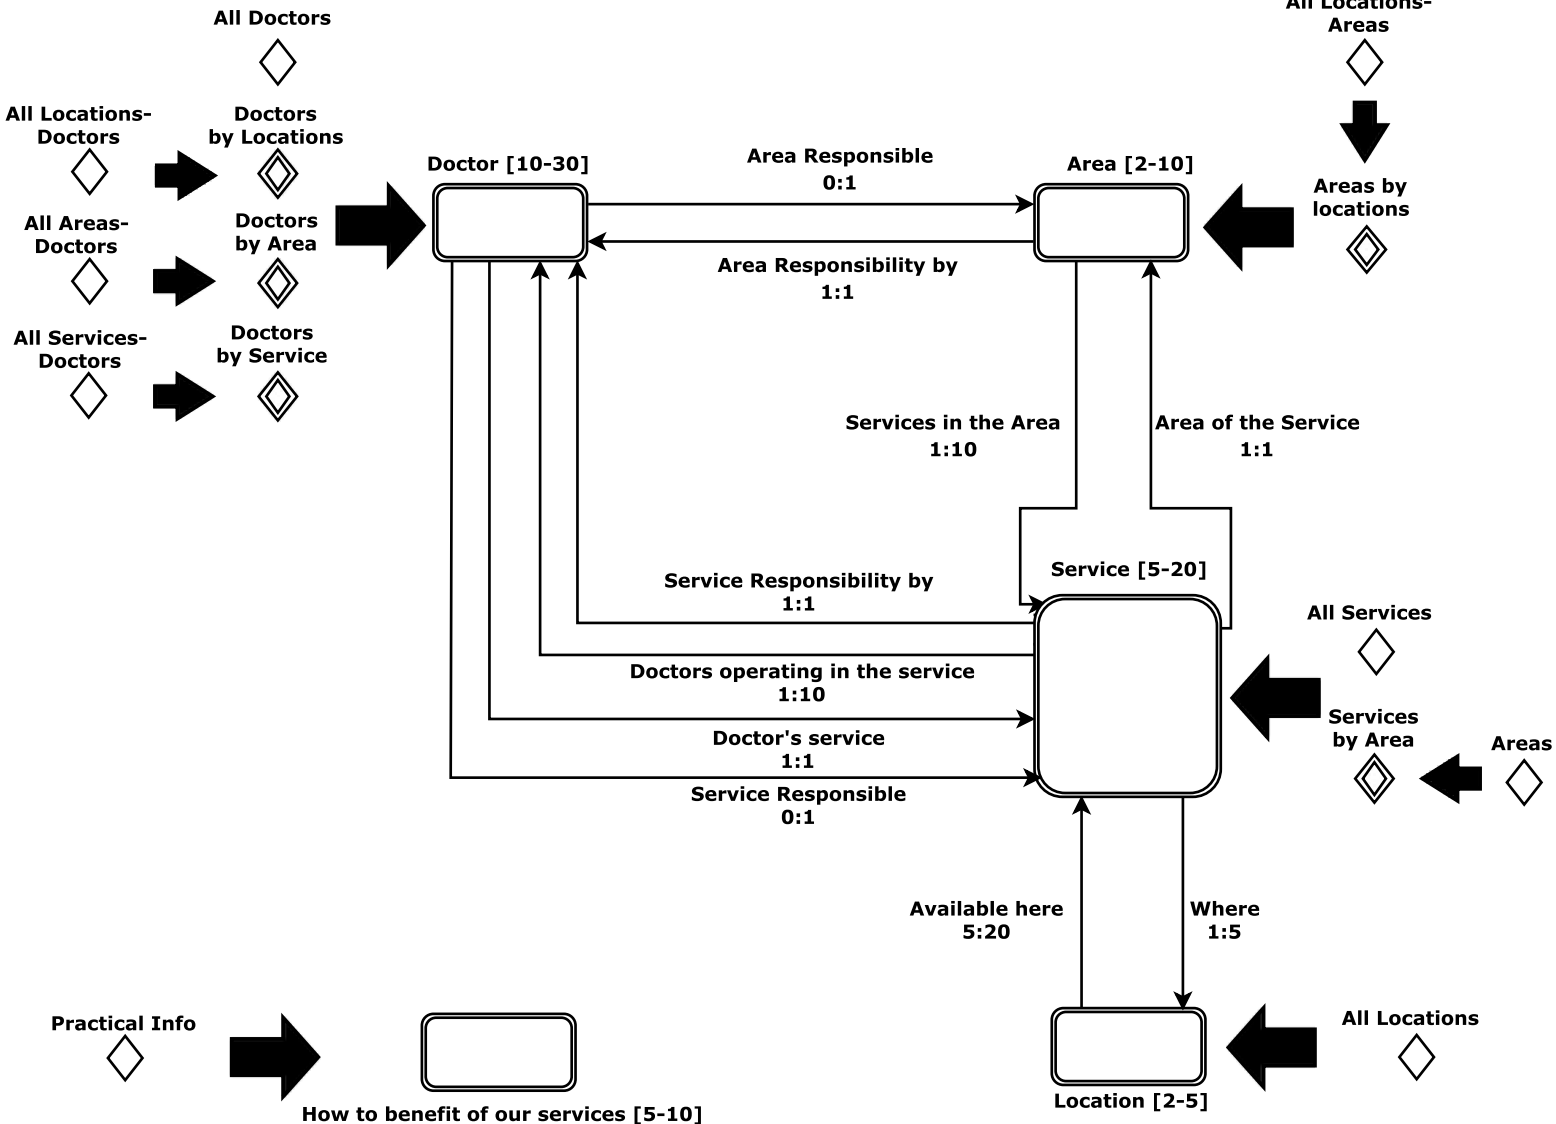 All Doctors
All Locations-
Areas
All Locations-
Doctors
Doctors
by Locations
Doctor [10-30]
Area Responsible
0:1
Area [2-10]
Areas by
locations
All Areas-
Doctors
Doctors
by Area
Area Responsibility by
1:1
All Services-
Doctors
Doctors
by Service
Services in the Area
1:10
Area of the Service
1:1
Service [5-20]
Service Responsibility by
1:1
All Services
Doctors operating in the service
1:10
Services
by Area
Areas
Doctor's service
1:1
Service Responsible
0:1
Available here
5:20
Where
1:5
Practical Info
All Locations
How to benefit of our services [5-10]
Location [2-5]